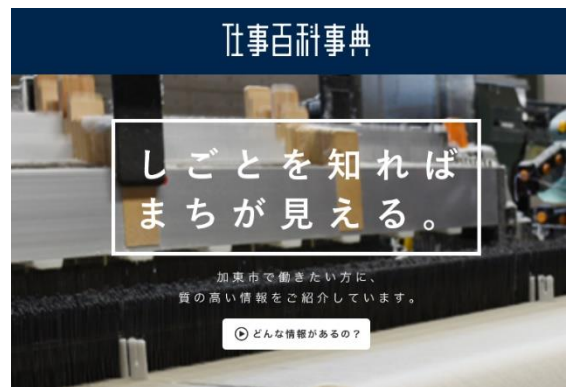 仕事百科事典
しごとを知れば
まちが見える。
加東市で働きたい方に、
質の高い情報をご紹介しています。
どんな情報があるの？